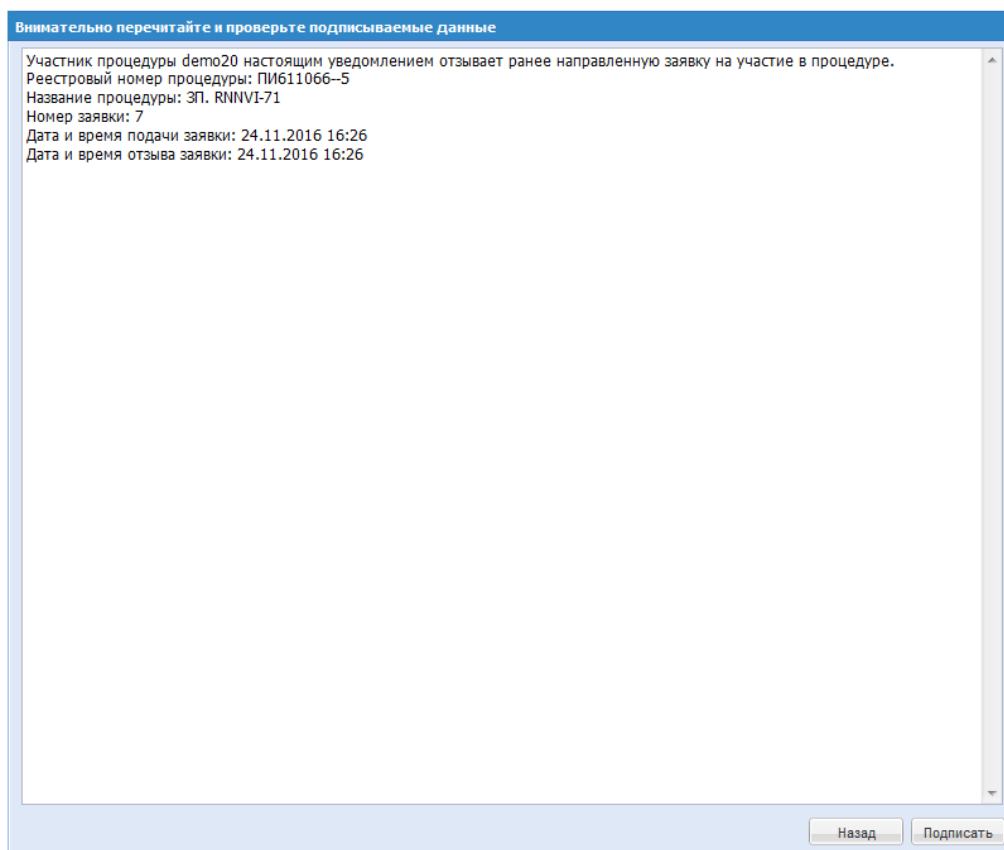 Внимательно перечитайте и проверьте подписываемые данные
Участник процедуры demo20 настоящим уведомлением отзывает ранее направленную заявку на участие в процедуре.
Реестровый номер процедуры: ПИ611066--5
Название процедуры: ЗП. RNNVI-71
Номер заявки: 7
Дата и время подачи заявки: 24.11.2016 16:26
Дата и время отзыва заявки: 24.11.2016 16:26
Назад
Подписать